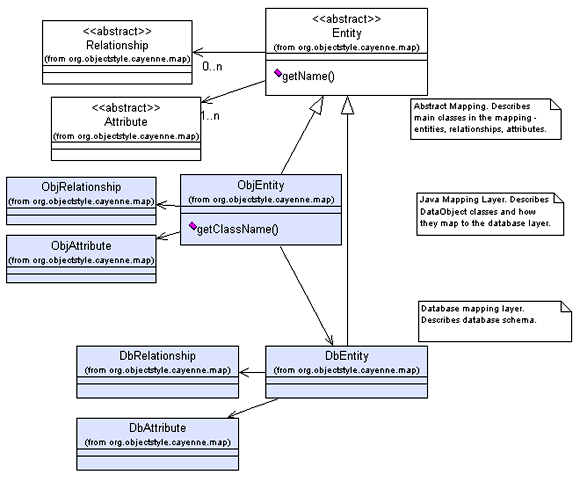 <<abstract>>
Relationship
(from org.objectstyle.cayenne.map)
0..n
<<abstract>>
Entity
(from org.objectstyle.cayenne.map)
getName()
<<abstract>>
Attribute
(from org.objectstyle.cayenne.map)
1..n
Abstract Mapping. Describes
main classes in the mapping -
entities, relationships, attributes.
ObjRelationship
(from org.objectstyle.cayenne.map)
ObjEntity
(from org.objectstyle.cayenne.map)
getClassName()
ObjAttribute
(from org.objectstyle.cayenne.map)
Java Mapping Layer. Describes
DataObject classes and how
they map to the database layer.
Database mapping layer.
Describes database schema.
DbRelationship
(from org.objectstyle.cayenne.map)
DbEntity
(from org.objectstyle.cayenne.map)
DbAttribute
(from org.objectstyle.cayenne.map)